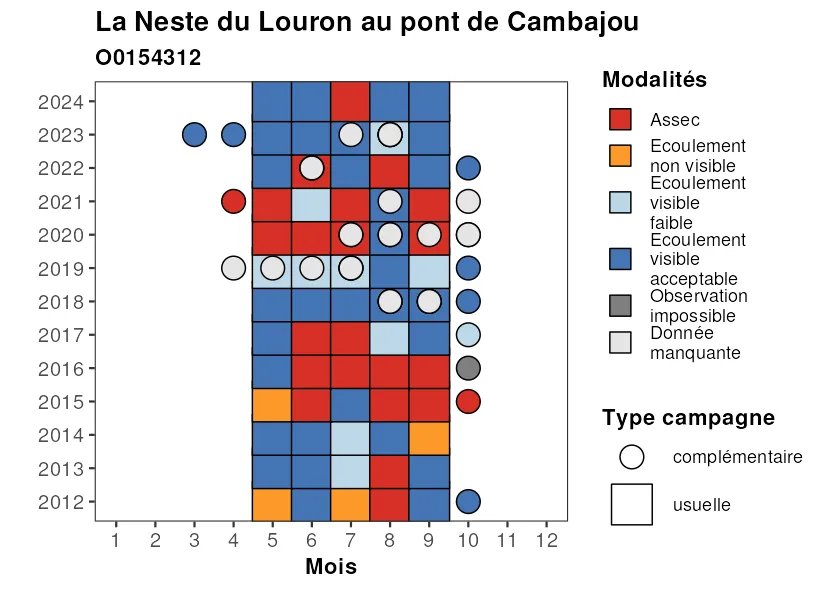 La Neste du Louron au pont de Cambajou
O0154312
2024
2023
2022
2021
2020
2019
2018
2017
2016
2015
2014
2013
2012
1 2 3 4 5 6 7 8 9 10 11 12
Mois
Modalités
Assec
Ecoulement
non visible
Ecoulement
visible
faible
Ecoulement
visible
acceptable
Observation
impossible
Donnée
manquante
Type campagne
complémentaire
usuelle